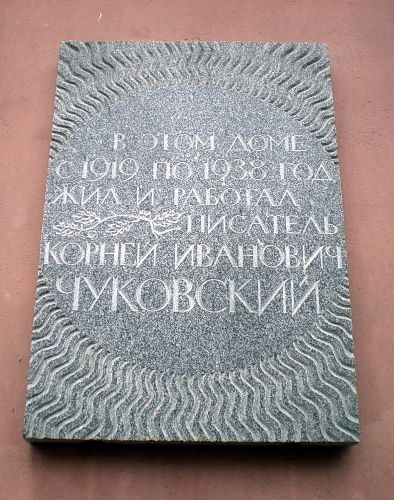 В ЭТОМ ДОМЕ
С 1919 ПО 1938 ГОД
ЖИЛ И РАБОТАЛ
ПИСАТЕЛЬ
КОРНЕЙ ИВАНОВИЧ
ЧУКОВСКИЙ